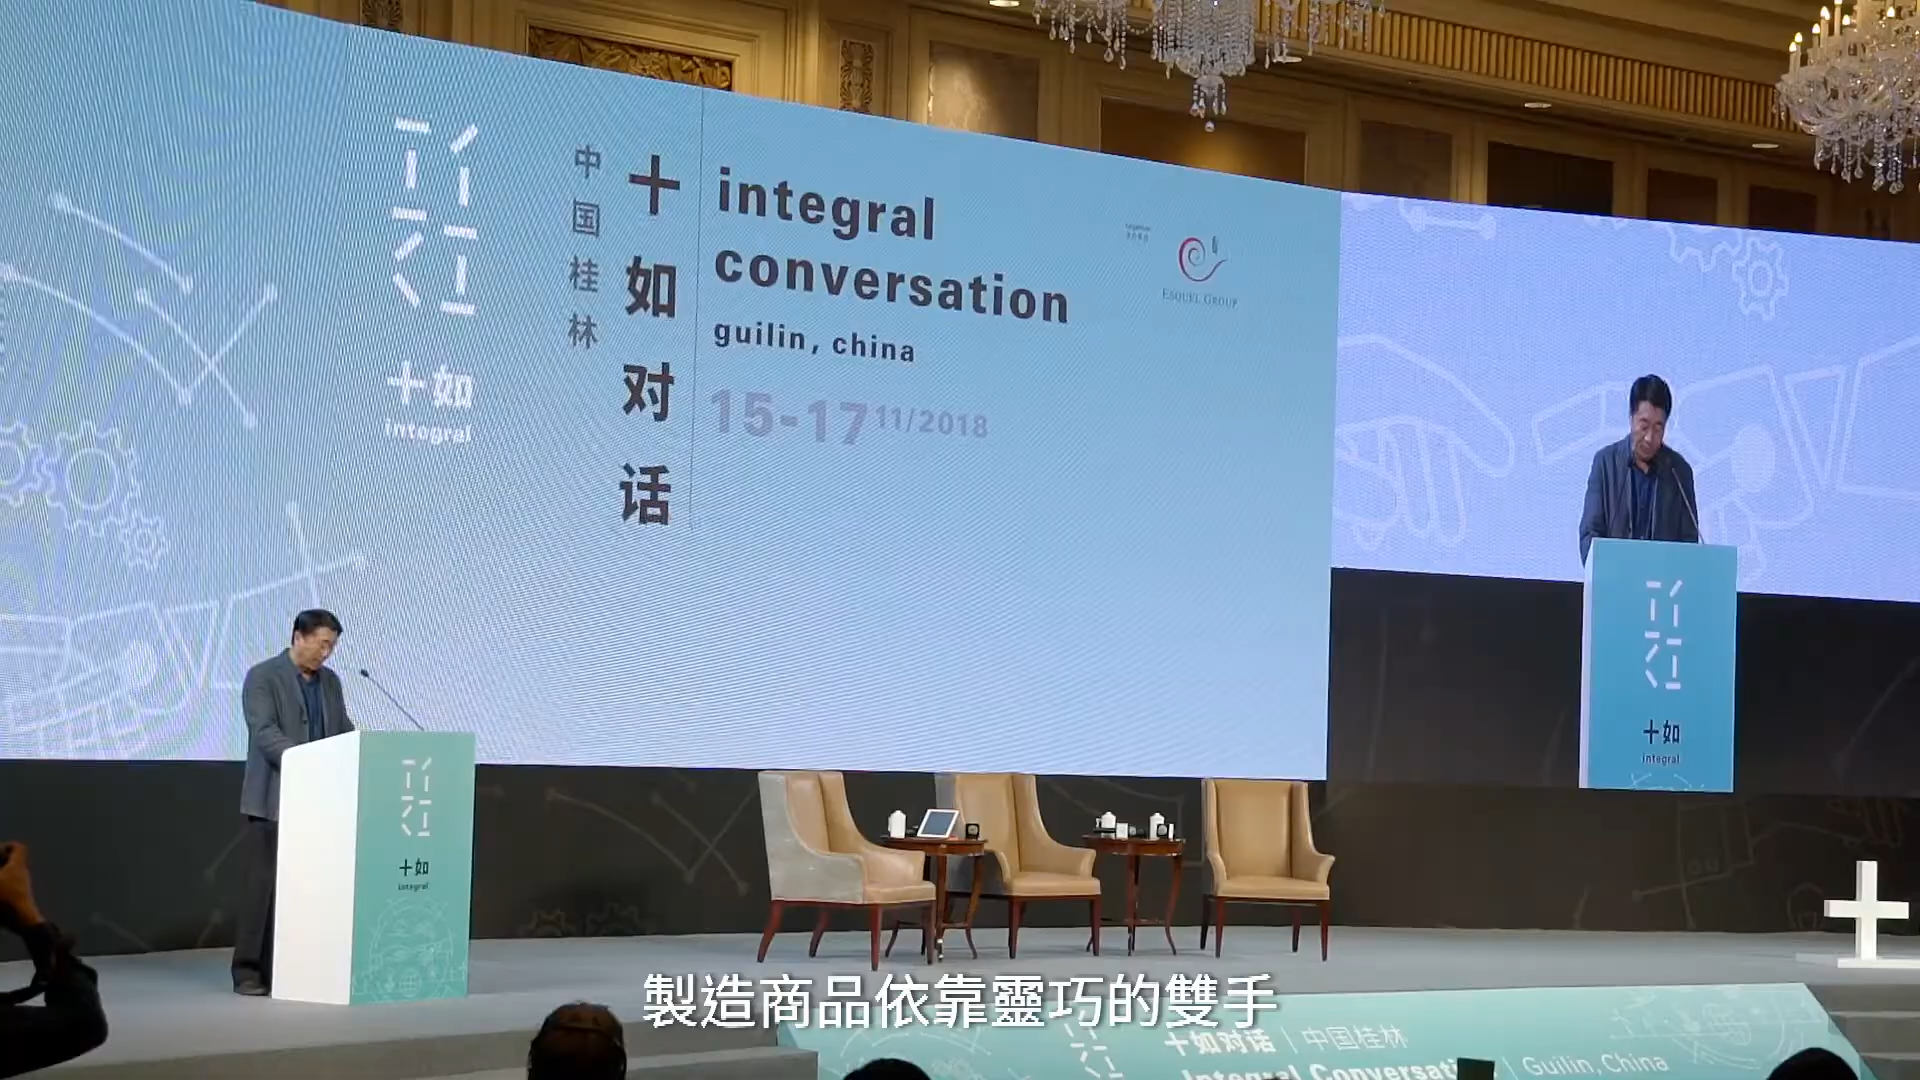 十如
integral
中国桂林
十如对话
integral
conversation
guilin, china
15-17 11/2018
ESQUEL GROUP
十如
integral
十如
integral
製造商品依靠靈巧的雙手
十如对话 | 中国桂林
Integral Conversati
Guilin, China